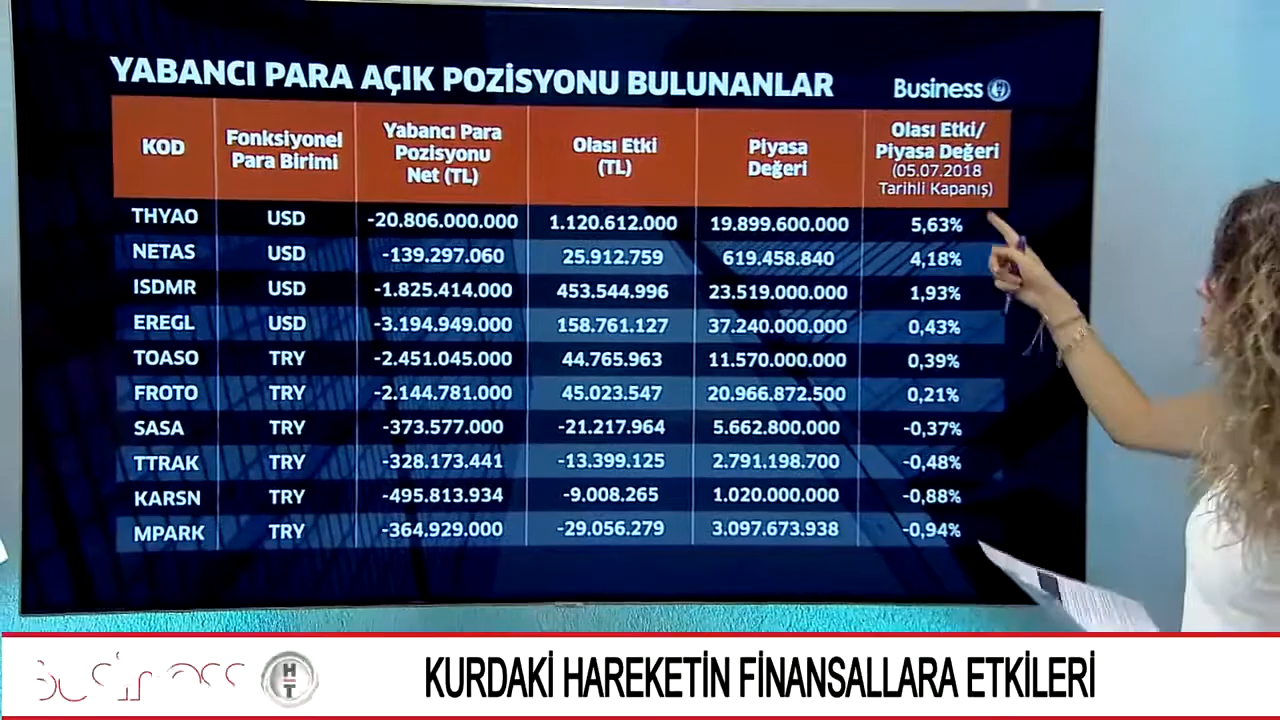 YABANCI PARA AÇIK POZİSYONU BULUNANLAR
Business HT
KOD Fonksiyonel Para Birimi Yabancı Para Pozisyonu Net (TL) Olası Etki (TL) Piyasa Değeri Olası Etki/ Piyasa Değeri (05.07.2018 Tarihli Kapanış)
THYAO USD -20.806.000.000 1.120.612.000 19.899.600.000 5,63%
NETAS USD -139.297.060 25.912.759 619.458.840 4,18%
ISDMR USD -1.825.414.000 453.544.996 23.519.000.000 1,93%
EREGL USD -3.194.949.000 158.761.127 37.240.000.000 0,43%
TOASO TRY -2.451.045.000 44.765.963 11.570.000.000 0,39%
FROTO TRY -2.144.781.000 45.023.547 20.966.872.500 0,21%
SASA TRY -373.577.000 -21.217.964 5.662.800.000 -0,37%
TTRAK TRY -328.173.441 -13.399.125 2.791.198.700 -0,48%
KARSN TRY -495.813.934 -9.008.265 1.020.000.000 -0,88%
MPARK TRY -364.929.000 -29.056.279 3.097.673.938 -0,94%
Business HT
KURDAKİ HAREKETİN FİNANSALLARA ETKİLERİ